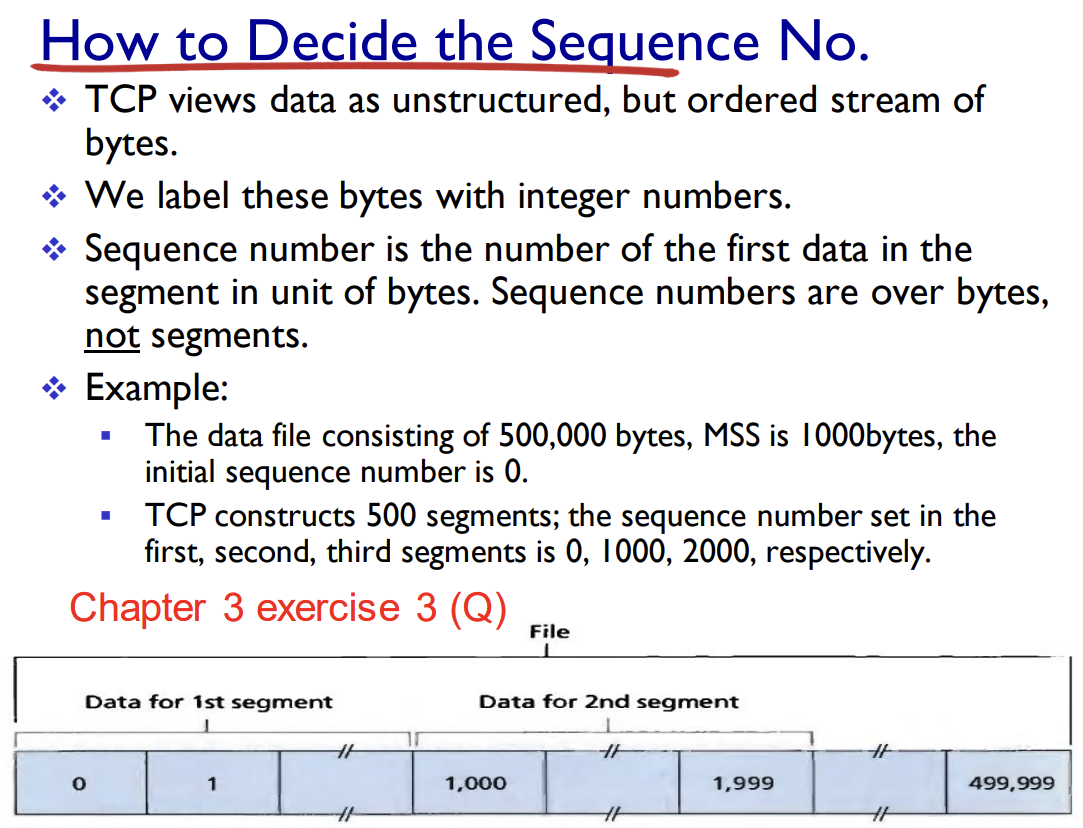 How to Decide the Sequence No.
TCP views data as unstructured, but ordered stream of
bytes.
We label these bytes with integer numbers.
Sequence number is the number of the first data in the
segment in unit of bytes. Sequence numbers are over bytes,
not segments.
Example:
The data file consisting of 500,000 bytes, MSS is 1000bytes, the
initial sequence number is 0.
TCP constructs 500 segments; the sequence number set in the
first, second, third segments is 0, 1000, 2000, respectively.
Chapter 3 exercise 3 (Q)
File
Data for 1st segment Data for 2nd segment
0 1 1,000 1,999 499,999